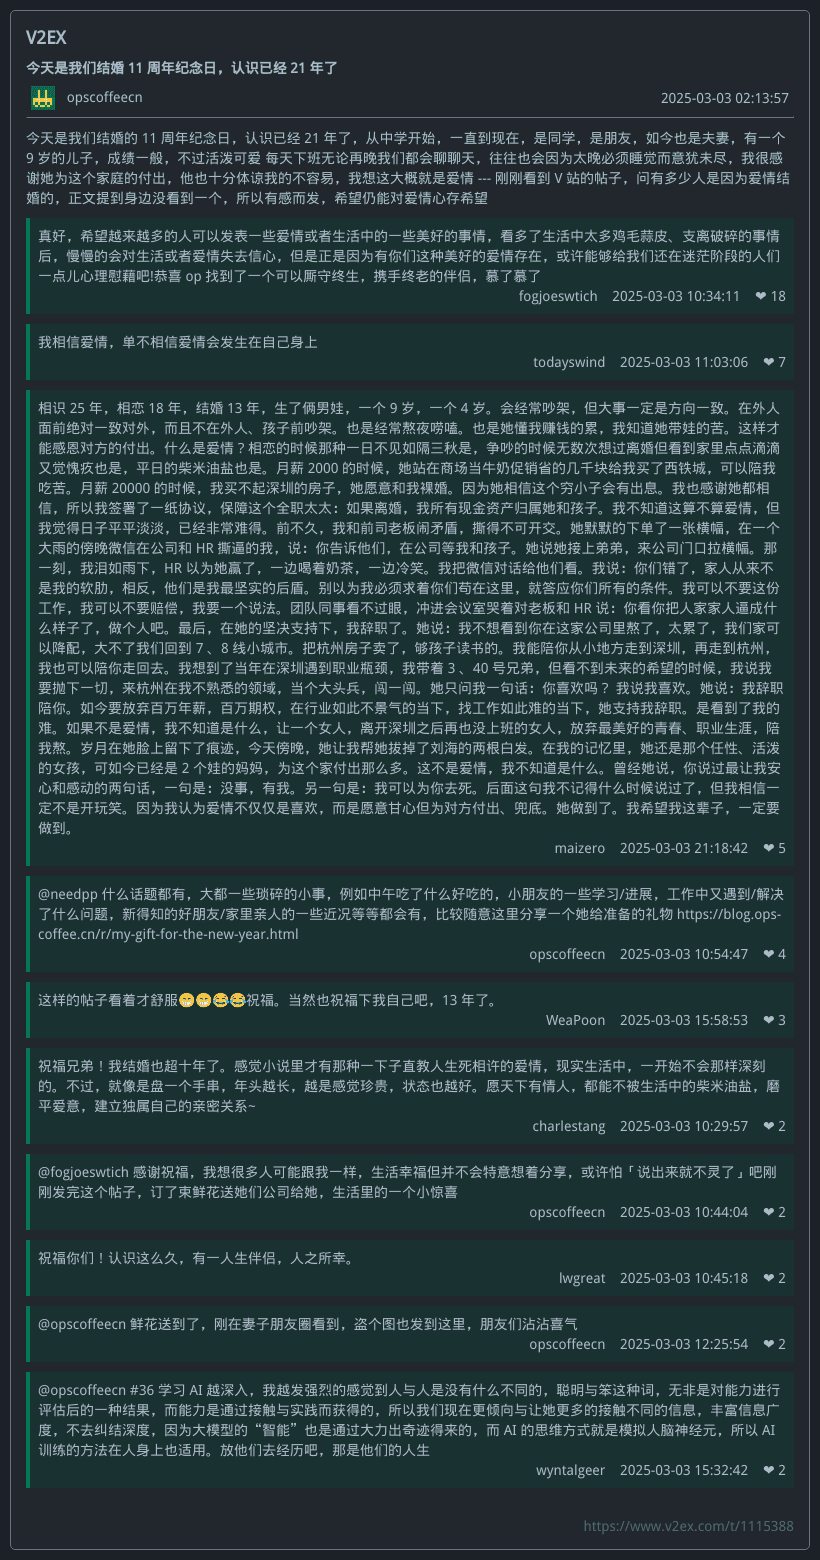 V2EX
今天是我们结婚 11 周年纪念日，认识已经 21 年了
opscoffeecn
2025-03-03 02:13:57
今天是我们结婚的 11 周年纪念日，认识已经 21 年了，从中学开始，一直到现在，是同学，是朋友，如今也是夫妻，有一个
9 岁的儿子，成绩一般，不过活泼可爱 每天下班无论再晚我们都会聊聊天，往往也会因为太晚必须睡觉而意犹未尽，我很感
谢她为这个家庭的付出，他也十分体谅我的不容易，我想这大概就是爱情 --- 刚刚看到 V 站的帖子，问有多少人是因为爱情结
婚的，正文提到身边没看到一个，所以有感而发，希望仍能对爱情心存希望
真好，希望越来越多的人可以发表一些爱情或者生活中的一些美好的事情，看多了生活中太多鸡毛蒜皮、支离破碎的事情
后，慢慢的会对生活或者爱情失去信心，但是正是因为有你们这种美好的爱情存在，或许能够给我们还在迷茫阶段的人们
一点儿心理慰藉吧!恭喜 op 找到了一个可以厮守终生，携手终老的伴侣，慕了慕了
fogjoeswtich 2025-03-03 10:34:11 ❤ 18
我相信爱情，单不相信爱情会发生在自己身上
todayswind 2025-03-03 11:03:06 ❤ 7
相识 25 年，相恋 18 年，结婚 13 年，生了俩男娃，一个 9 岁，一个 4 岁。会经常吵架，但大事一定是方向一致。在外人
面前绝对一致对外，而且不在外人、孩子前吵架。也是经常熬夜唠嗑。也是她懂我赚钱的累，我知道她带娃的苦。这样才
能感恩对方的付出。什么是爱情？相恋的时候那种一日不见如隔三秋是，争吵的时候无数次想过离婚但看到家里点点滴滴
又觉愧疚也是，平日的柴米油盐也是。月薪 2000 的时候，她站在商场当牛奶促销省的几千块给我买了西铁城，可以陪我
吃苦。月薪 20000 的时候，我买不起深圳的房子，她愿意和我裸婚。因为她相信这个穷小子会有出息。我也感谢她都相
信，所以我签署了一纸协议，保障这个全职太太：如果离婚，我所有现金资产归属她和孩子。我不知道这算不算爱情，但
我觉得日子平平淡淡，已经非常难得。前不久，我和前司老板闹矛盾，撕得不可开交。她默默的下单了一张横幅，在一个
大雨的傍晚微信在公司和 HR 撕逼的我，说：你告诉他们，在公司等我和孩子。她说她接上弟弟，来公司门口拉横幅。那
一刻，我泪如雨下，HR 以为她赢了，一边喝着奶茶，一边冷笑。我把微信对话给他们看。我说：你们错了，家人从来不
是我的软肋，相反，他们是我最坚实的后盾。别以为我必须求着你们苟在这里，就答应你们所有的条件。我可以不要这份
工作，我可以不要赔偿，我要一个说法。团队同事看不过眼，冲进会议室哭着对老板和 HR 说：你看你把人家家人逼成什
么样子了，做个人吧。最后，在她的坚决支持下，我辞职了。她说：我不想看到你在这家公司里熬了，太累了，我们家可
以降配，大不了我们回到 7 、8 线小城市。把杭州房子卖了，够孩子读书的。我能陪你从小地方走到深圳，再走到杭州，
我也可以陪你走回去。我想到了当年在深圳遇到职业瓶颈，我带着 3 、40 号兄弟，但看不到未来的希望的时候，我说我
要抛下一切，来杭州在我不熟悉的领域，当个大头兵，闯一闯。她只问我一句话：你喜欢吗？ 我说我喜欢。她说：我辞职
陪你。如今要放弃百万年薪，百万期权，在行业如此不景气的当下，找工作如此难的当下，她支持我辞职。是看到了我的
难。如果不是爱情，我不知道是什么，让一个女人，离开深圳之后再也没上班的女人，放弃最美好的青春、职业生涯，陪
我熬。岁月在她脸上留下了痕迹，今天傍晚，她让我帮她拔掉了刘海的两根白发。在我的记忆里，她还是那个任性、活泼
的女孩，可如今已经是 2 个娃的妈妈，为这个家付出那么多。这不是爱情，我不知道是什么。曾经她说，你说过最让我安
心和感动的两句话，一句是：没事，有我。另一句是：我可以为你去死。后面这句我不记得什么时候说过了，但我相信一
定不是开玩笑。因为我认为爱情不仅仅是喜欢，而是愿意甘心但为对方付出、兜底。她做到了。我希望我这辈子，一定要
做到。
maizero 2025-03-03 21:18:42 ❤ 5
@needpp 什么话题都有，大都一些琐碎的小事，例如中午吃了什么好吃的，小朋友的一些学习/进展，工作中又遇到/解决
了什么问题，新得知的好朋友/家里亲人的一些近况等等都会有，比较随意这里分享一个她给准备的礼物 https://blog.ops-
coffee.cn/r/my-gift-for-the-new-year.html
opscoffeecn 2025-03-03 10:54:47 ❤ 4
这样的帖子看着才舒服😁😁😂😂祝福。当然也祝福下我自己吧，13 年了。
WeaPoon 2025-03-03 15:58:53 ❤ 3
祝福兄弟！我结婚也超十年了。感觉小说里才有那种一下子直教人生死相许的爱情，现实生活中，一开始不会那样深刻
的。不过，就像是盘一个手串，年头越长，越是感觉珍贵，状态也越好。愿天下有情人，都能不被生活中的柴米油盐，磨
平爱意，建立独属自己的亲密关系~
charlestang 2025-03-03 10:29:57 ❤ 2
@fogjoeswtich 感谢祝福，我想很多人可能跟我一样，生活幸福但并不会特意想着分享，或许怕「说出来就不灵了」吧刚
刚发完这个帖子，订了束鲜花送她们公司给她，生活里的一个小惊喜
opscoffeecn 2025-03-03 10:44:04 ❤ 2
祝福你们！认识这么久，有一人生伴侣，人之所幸。
lwgreat 2025-03-03 10:45:18 ❤ 2
@opscoffeecn 鲜花送到了，刚在妻子朋友圈看到，盗个图也发到这里，朋友们沾沾喜气
opscoffeecn 2025-03-03 12:25:54 ❤ 2
@opscoffeecn #36 学习 AI 越深入，我越发强烈的感觉到人与人是没有什么不同的，聪明与笨这种词，无非是对能力进行
评估后的一种结果，而能力是通过接触与实践而获得的，所以我们现在更倾向与让她更多的接触不同的信息，丰富信息广
度，不去纠结深度，因为大模型的“智能”也是通过大力出奇迹得来的，而 AI 的思维方式就是模拟人脑神经元，所以 AI
训练的方法在人身上也适用。放他们去经历吧，那是他们的人生
wyntalgeer 2025-03-03 15:32:42 ❤ 2
https://www.v2ex.com/t/1115388